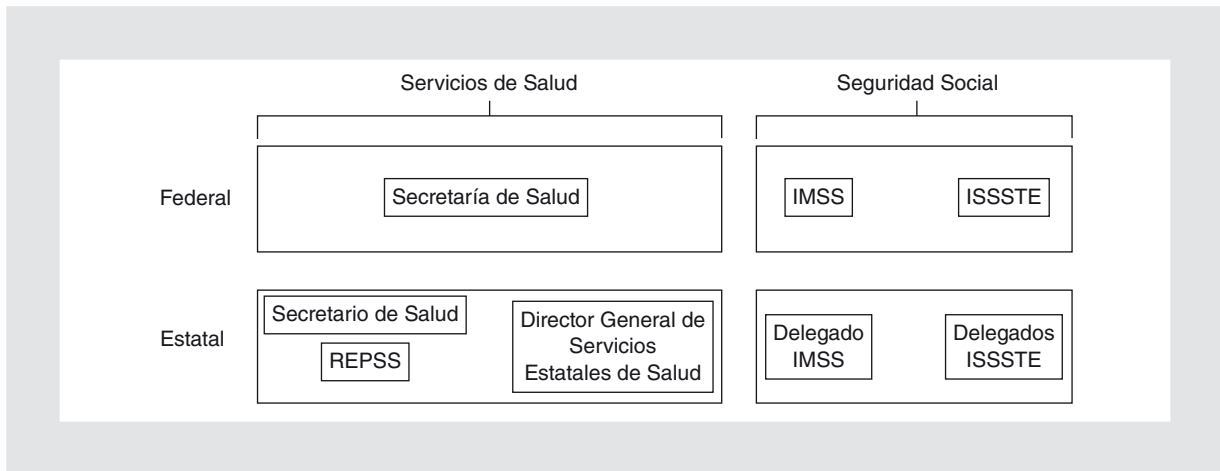 Servicios de Salud
Seguridad Social
Federal
Secretaría de Salud
IMSS
ISSSTE
Estatal
Secretario de Salud
REPSS
Director General de
Servicios
Estatales de Salud
Delegado
IMSS
Delegados
ISSSTE